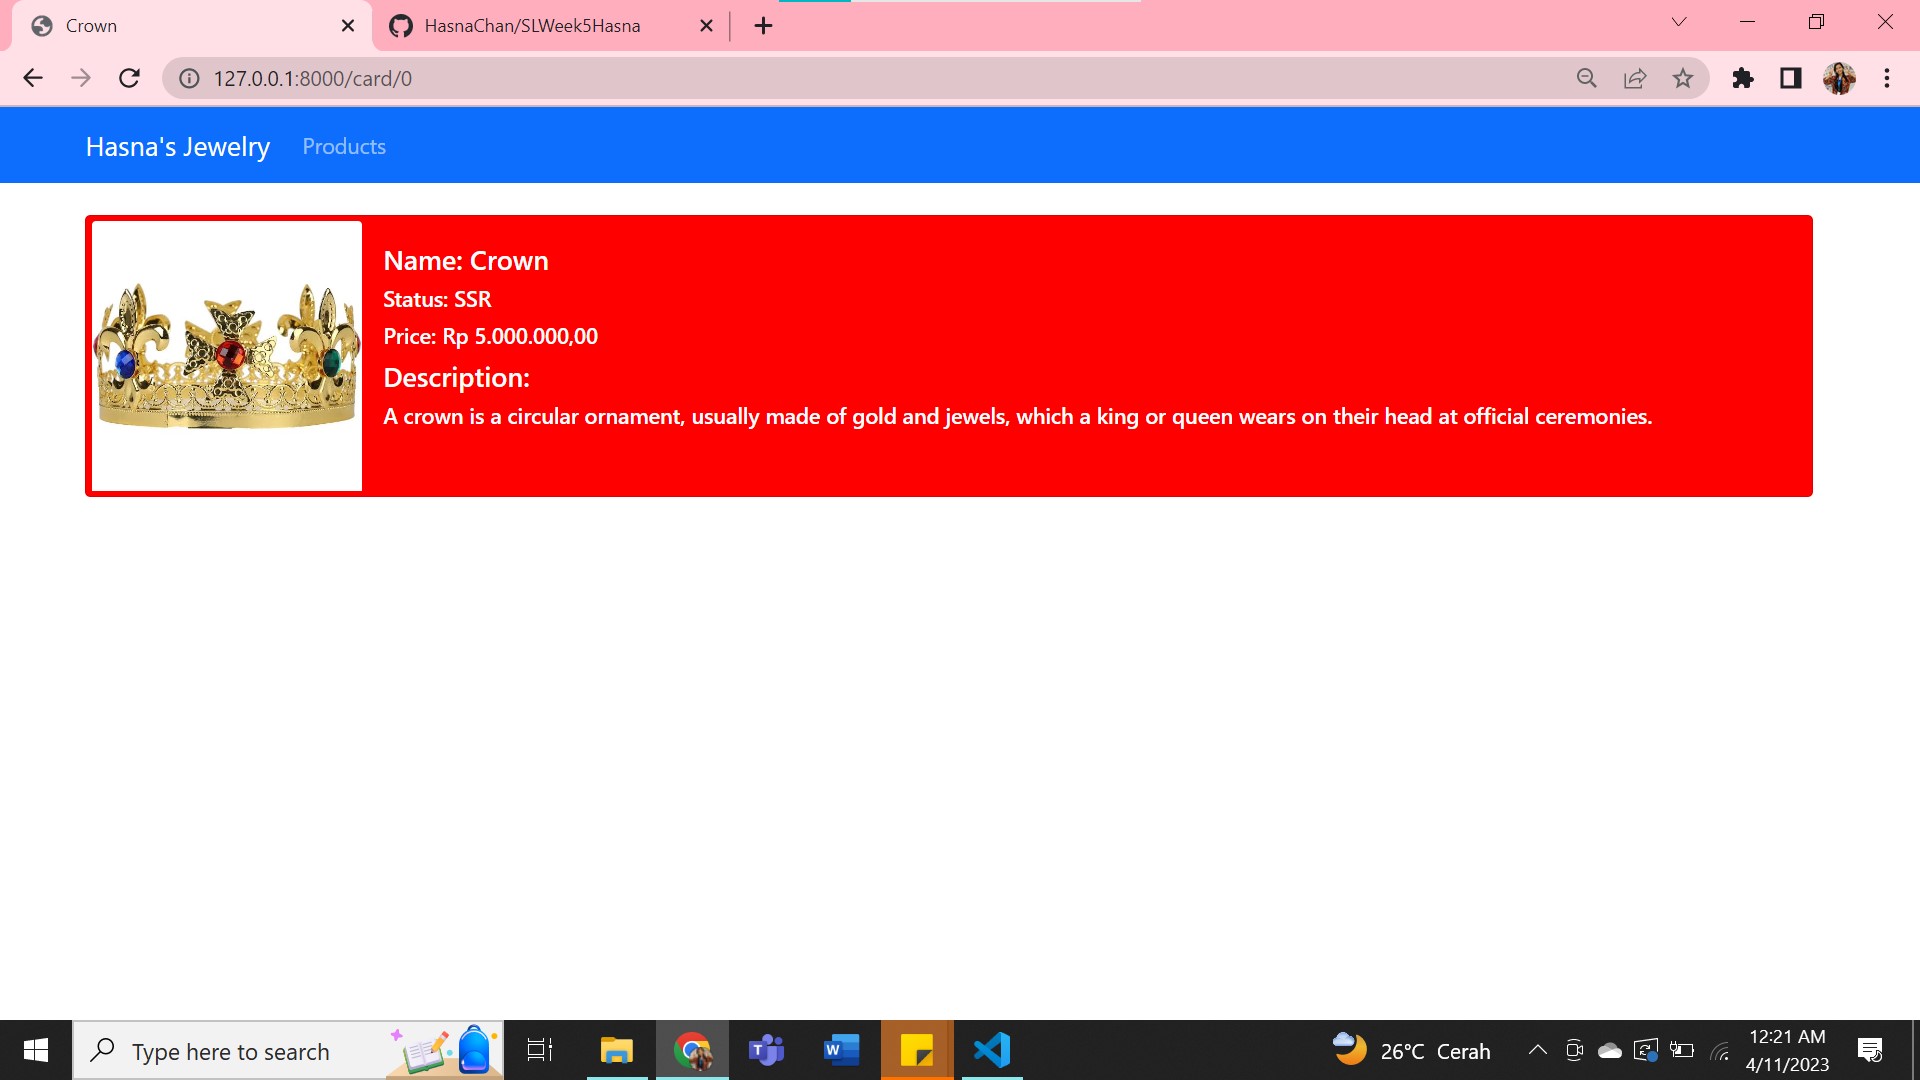 Crown
HasnaChan/SLWeek5Hasna
127.0.0.1:8000/card/0
Hasna's Jewelry
Products
Name: Crown
Status: SSR
Price: Rp 5.000.000,00
Description:
A crown is a circular ornament, usually made of gold and jewels, which a king or queen wears on their head at official ceremonies.
Type here to search
26°C Cerah
12:21 AM
4/11/2023